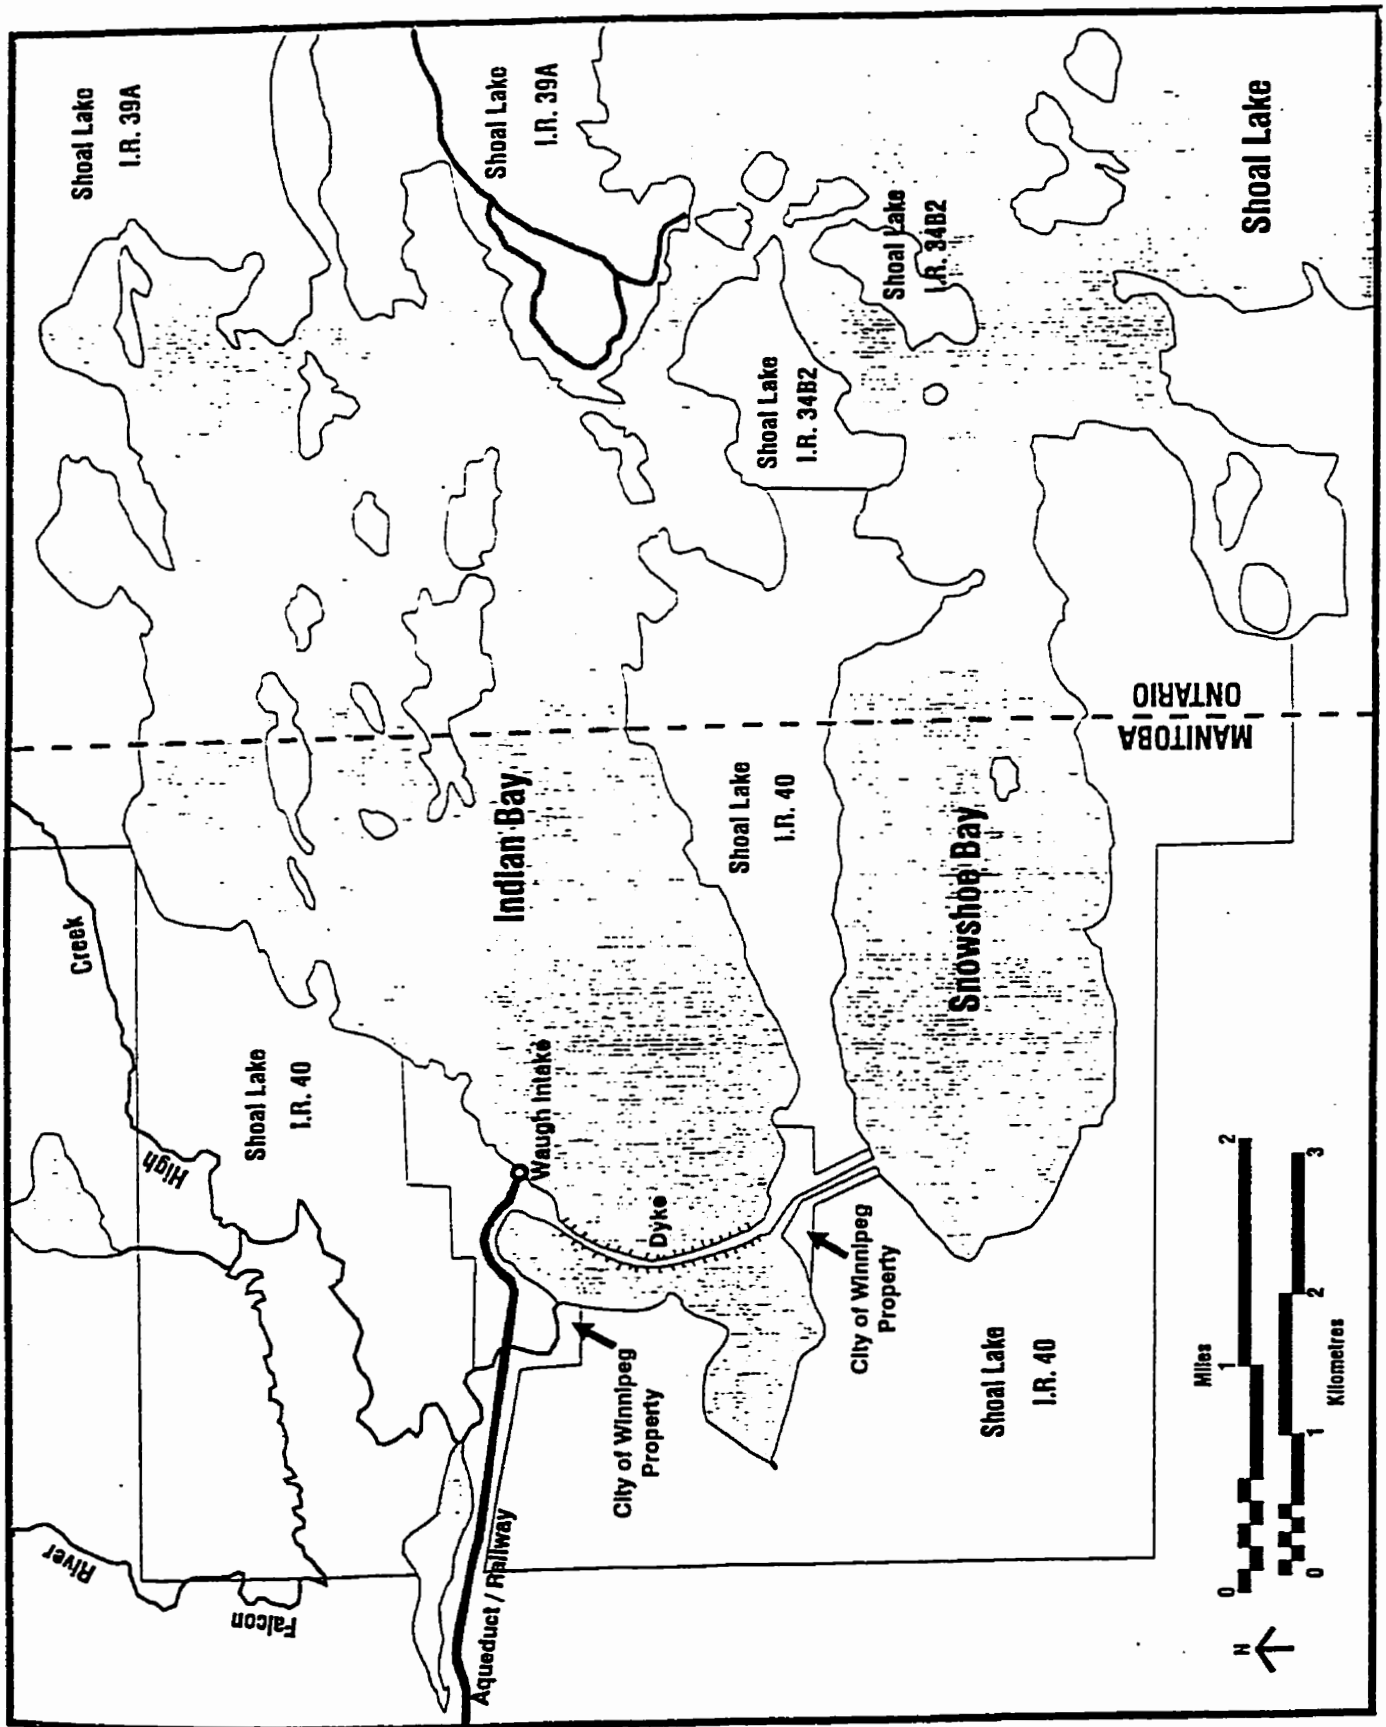 Shoal Lake
I.R. 39A
Shoal Lake
I.R. 39A
Shoal Lake
I.R. 34B2
Shoal Lake
Shoal Lake
I.R. 34B2
ONTARIO
MANITOBA
Indian Bay
Shoal Lake
I.R. 40
Snowshoe Bay
Creek
High
Shoal Lake
I.R. 40
Waugh Intake
Dyke
City of Winnipeg
Property
City of Winnipeg
Property
Shoal Lake
I.R. 40
River
Falcon
Aqueduct / Railway
Miles
0 1 2
0 1 2 3
Kilometres
N